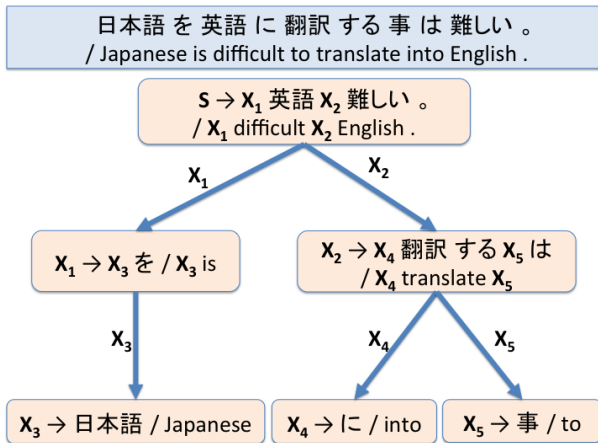 日本語 を 英語 に 翻訳 する 事 は 難しい 。
/ Japanese is difficult to translate into English .
S → X₁ 英語 X₂ 難しい 。
/ X₁ difficult X₂ English .
X₁
X₂
X₁ → X₃ を / X₃ is
X₂ → X₄ 翻訳 する X₅ は
/ X₄ translate X₅
X₃
X₄
X₅
X₃ → 日本語 / Japanese
X₄ → に / into
X₅ → 事 / to